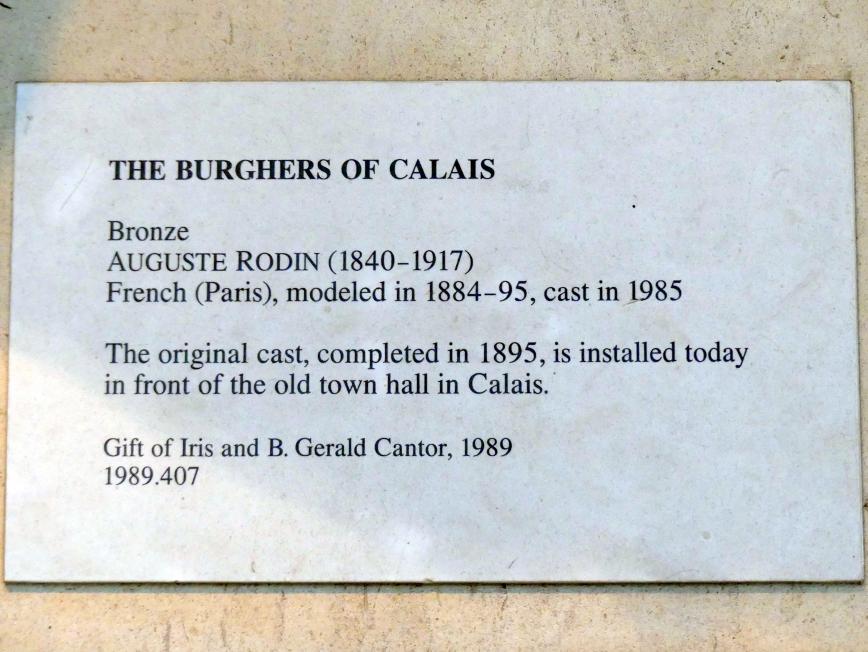 THE BURGHERS OF CALAIS
Bronze
AUGUSTE RODIN (1840–1917)
French (Paris), modeled in 1884–95, cast in 1985
The original cast, completed in 1895, is installed today
in front of the old town hall in Calais.
Gift of Iris and B. Gerald Cantor, 1989
1989.407